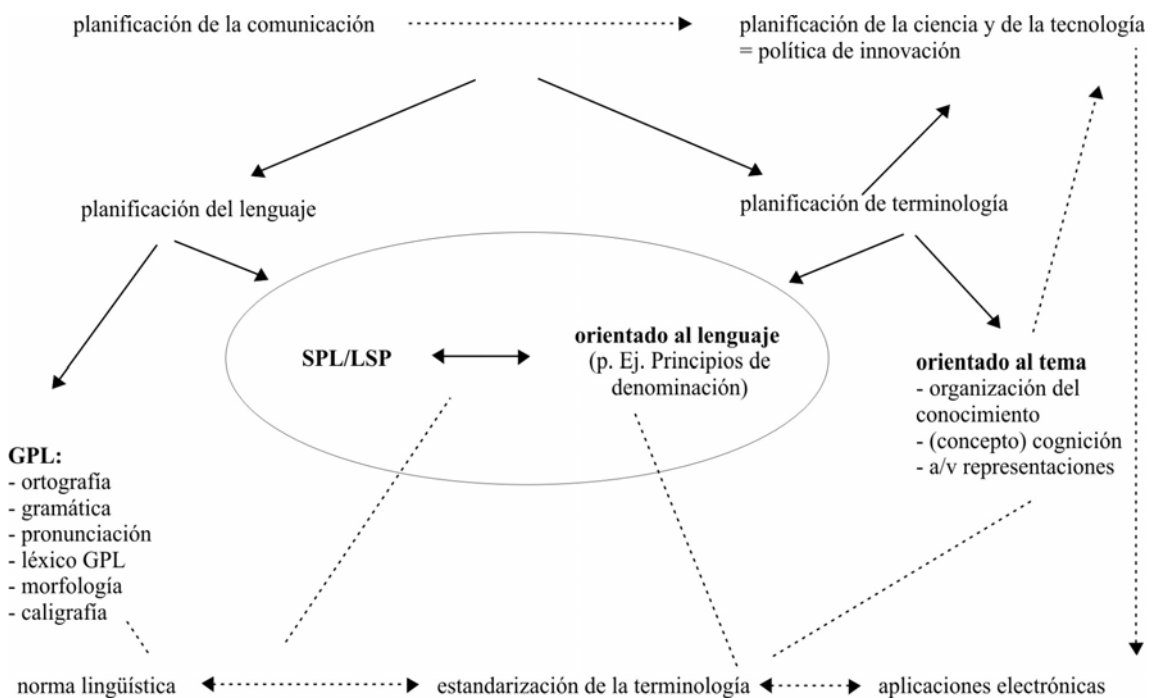 planificación de la comunicación
planificación de la ciencia y de la tecnología
= política de innovación
planificación del lenguaje
planificación de terminología
SPL/LSP
orientado al lenguaje
(p. Ej. Principios de
denominación)
orientado al tema
- organización del
conocimiento
- (concepto) cognición
- a/v representaciones
GPL:
- ortografía
- gramática
- pronunciación
- léxico GPL
- morfología
- caligrafía
norma lingüística
estandarización de la terminología
aplicaciones electrónicas